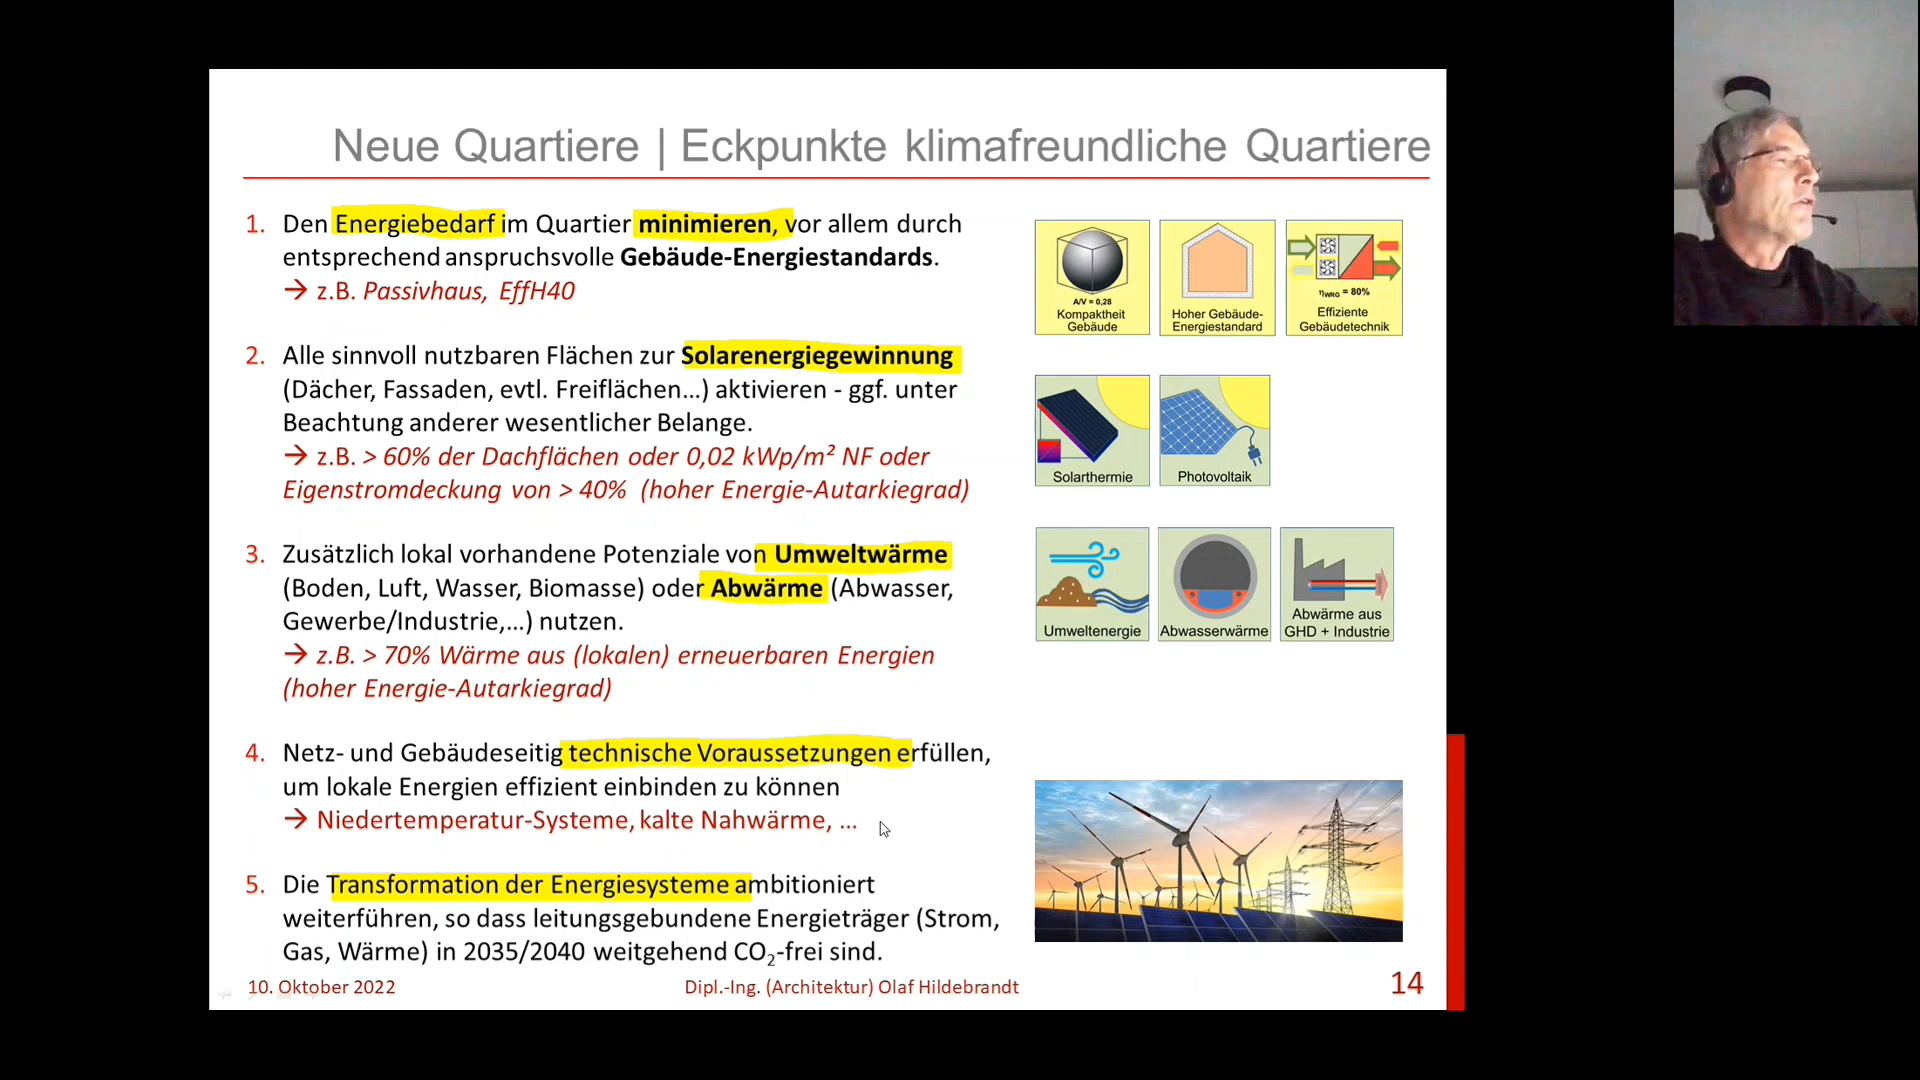 Neue Quartiere | Eckpunkte klimafreundliche Quartiere
1. Den Energiebedarf im Quartier minimieren, vor allem durch
entsprechend anspruchsvolle Gebäude-Energiestandards.
→ z.B. Passivhaus, EffH40
2. Alle sinnvoll nutzbaren Flächen zur Solarenergiegewinnung
(Dächer, Fassaden, evtl. Freiflächen...) aktivieren - ggf. unter
Beachtung anderer wesentlicher Belange.
→ z.B. > 60% der Dachflächen oder 0,02 kWp/m² NF oder
Eigenstromdeckung von > 40% (hoher Energie-Autarkiegrad)
3. Zusätzlich lokal vorhandene Potenziale von Umweltwärme
(Boden, Luft, Wasser, Biomasse) oder Abwärme (Abwasser,
Gewerbe/Industrie,...) nutzen.
→ z.B. > 70% Wärme aus (lokalen) erneuerbaren Energien
(hoher Energie-Autarkiegrad)
4. Netz- und Gebäudeseitig technische Voraussetzungen erfüllen,
um lokale Energien effizient einbinden zu können
→ Niedertemperatur-Systeme, kalte Nahwärme, ...
5. Die Transformation der Energiesysteme ambitioniert
weiterführen, so dass leitungsgebundene Energieträger (Strom,
Gas, Wärme) in 2035/2040 weitgehend CO₂-frei sind.
A/V = 0,28
Kompaktheit
Gebäude
Hoher Gebäude-
Energiestandard
ηWRG = 80%
Effiziente
Gebäudetechnik
Solarthermie
Photovoltaik
Umweltenergie
Abwasserwärme
Abwärme aus
GHD + Industrie
10. Oktober 2022
Dipl.-Ing. (Architektur) Olaf Hildebrandt
14